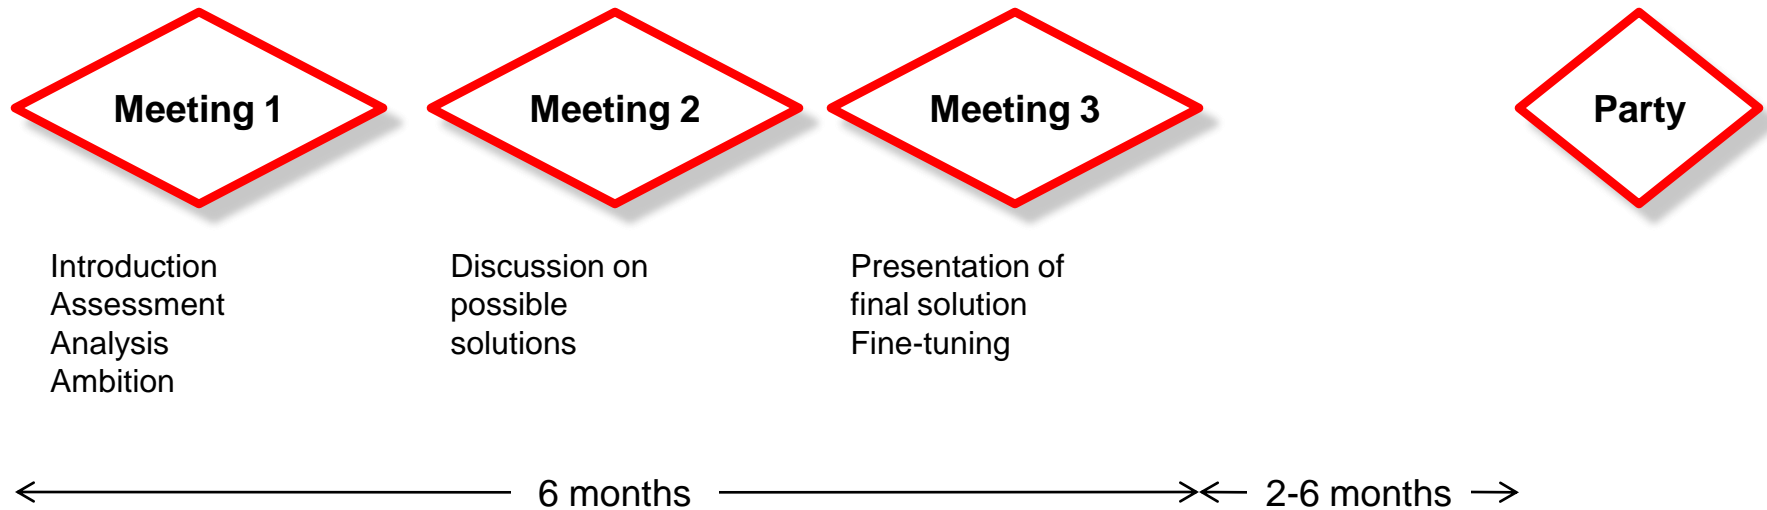 Meeting 1
Meeting 2
Meeting 3
Party
Introduction
Assessment
Analysis
Ambition
Discussion on
possible
solutions
Presentation of
final solution
Fine-tuning
6 months
2-6 months